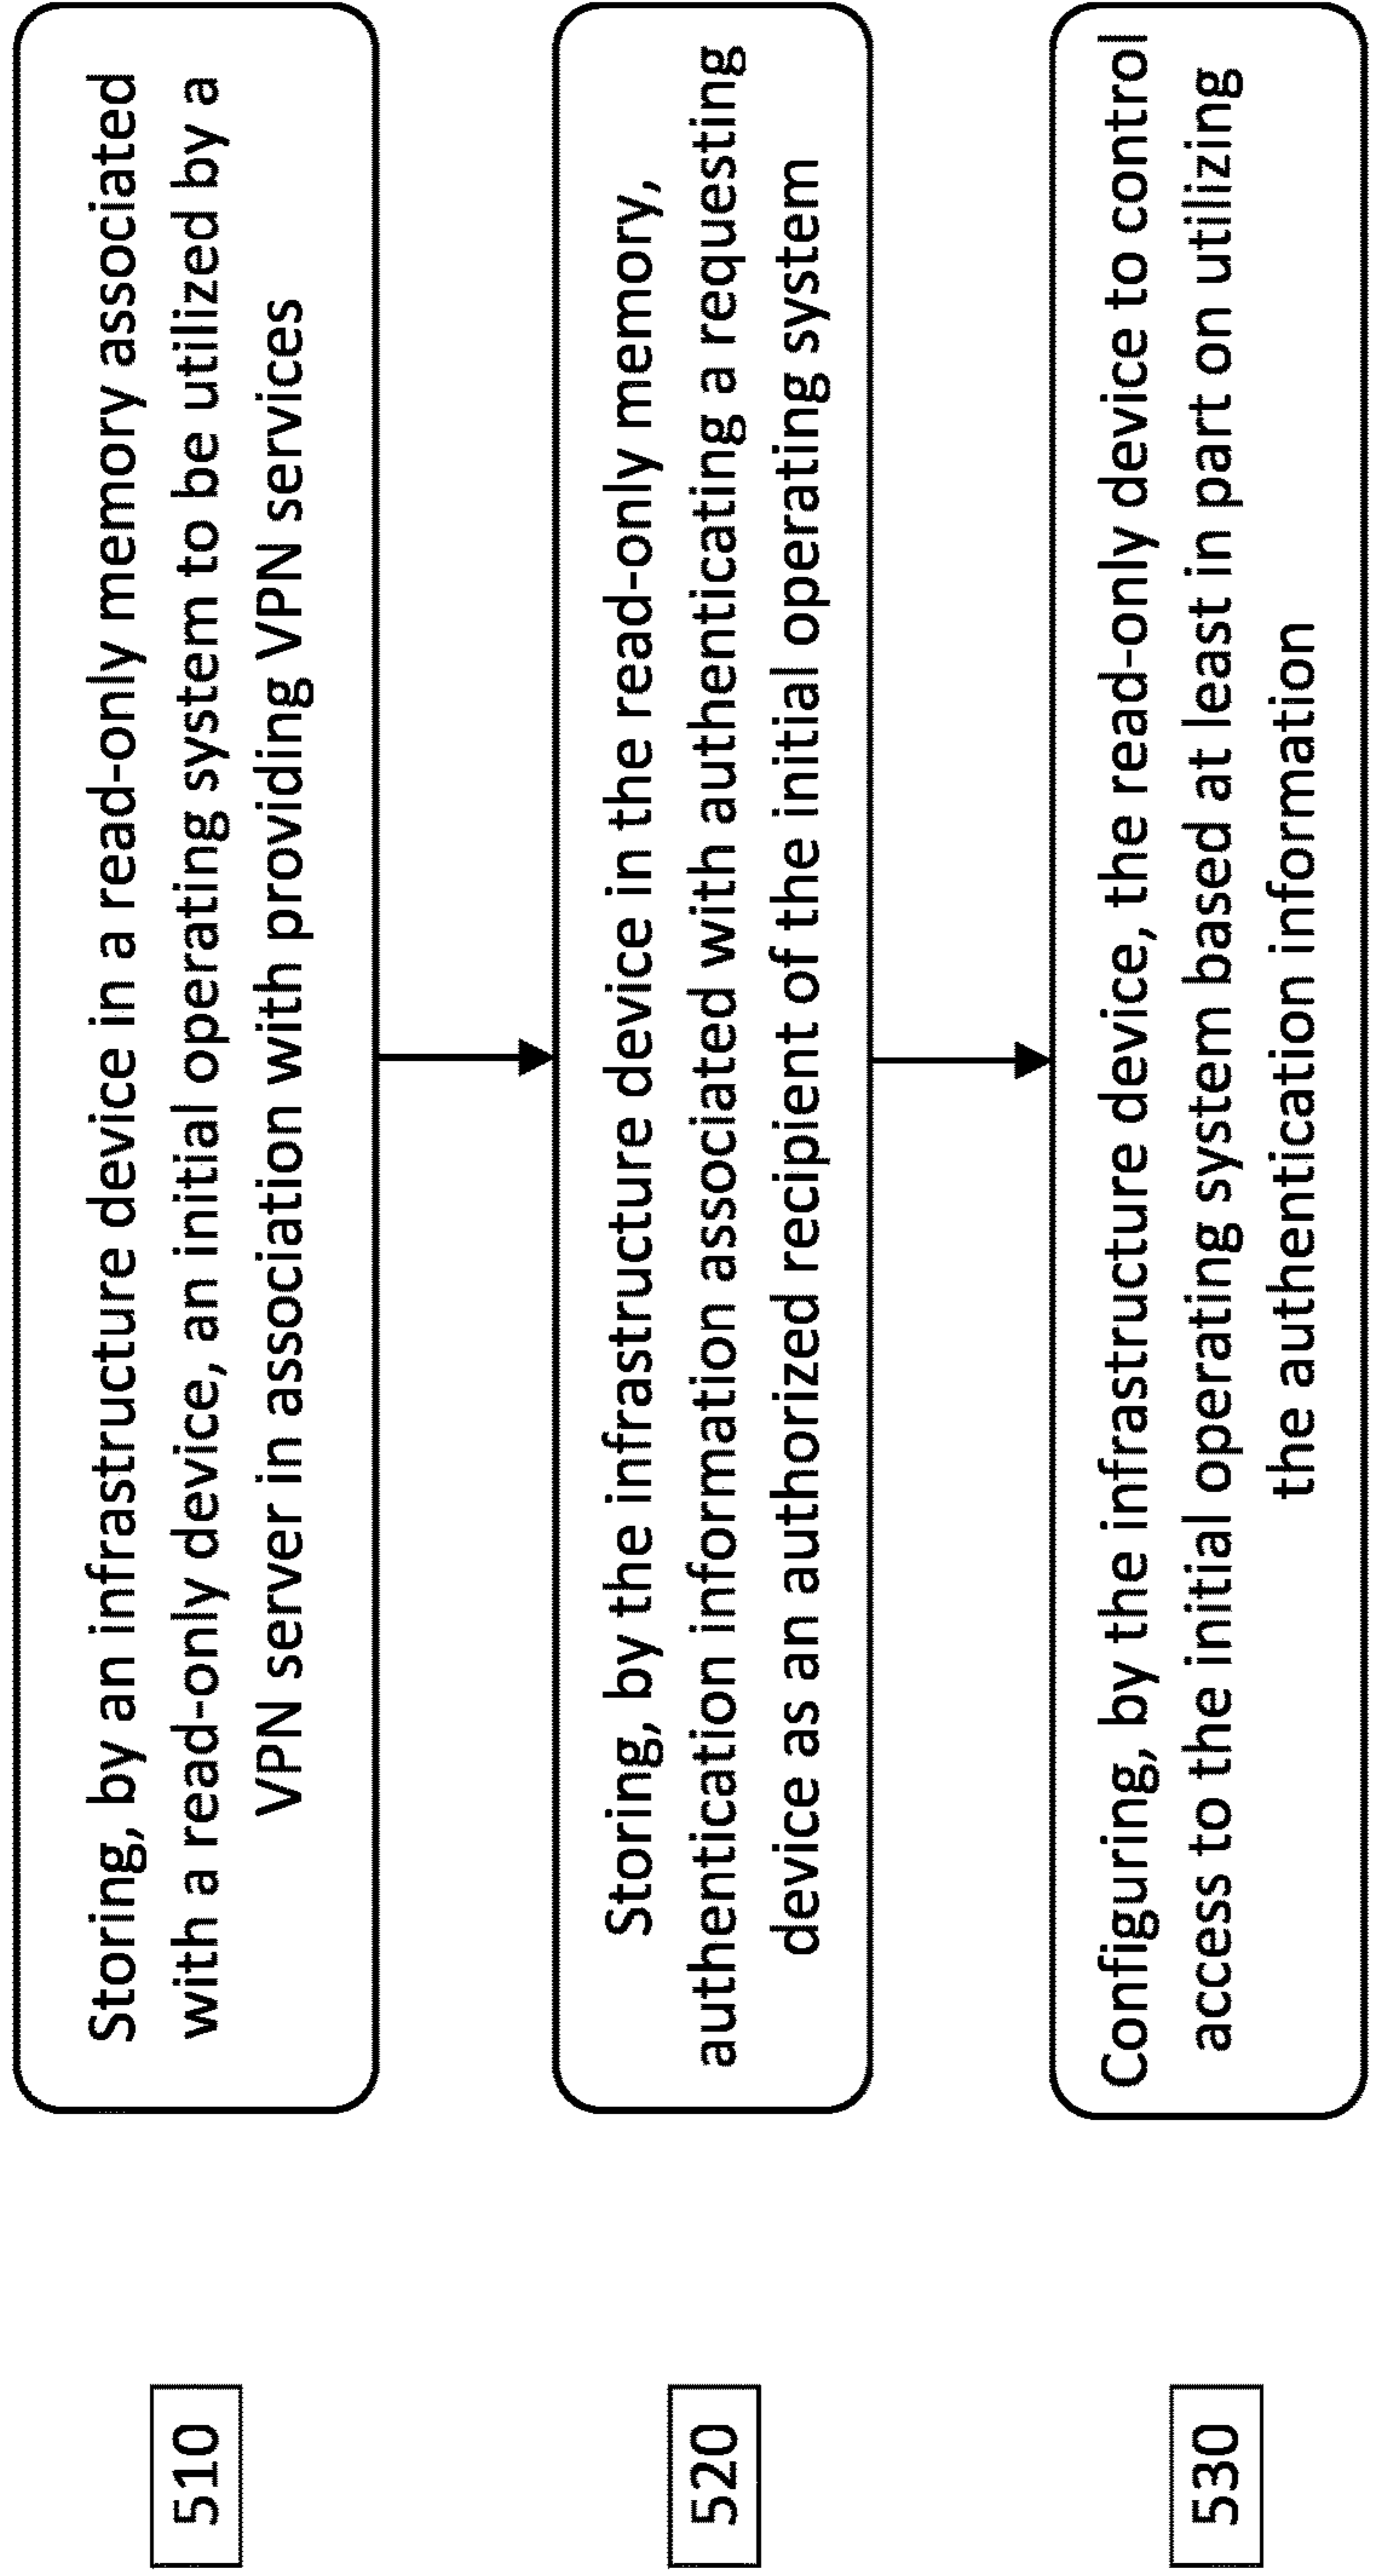 510
Storing, by an infrastructure device in a read-only memory associated
with a read-only device, an initial operating system to be utilized by a
VPN server in association with providing VPN services
520
Storing, by the infrastructure device in the read-only memory,
authentication information associated with authenticating a requesting
device as an authorized recipient of the initial operating system
530
Configuring, by the infrastructure device, the read-only device to control
access to the initial operating system based at least in part on utilizing
the authentication information